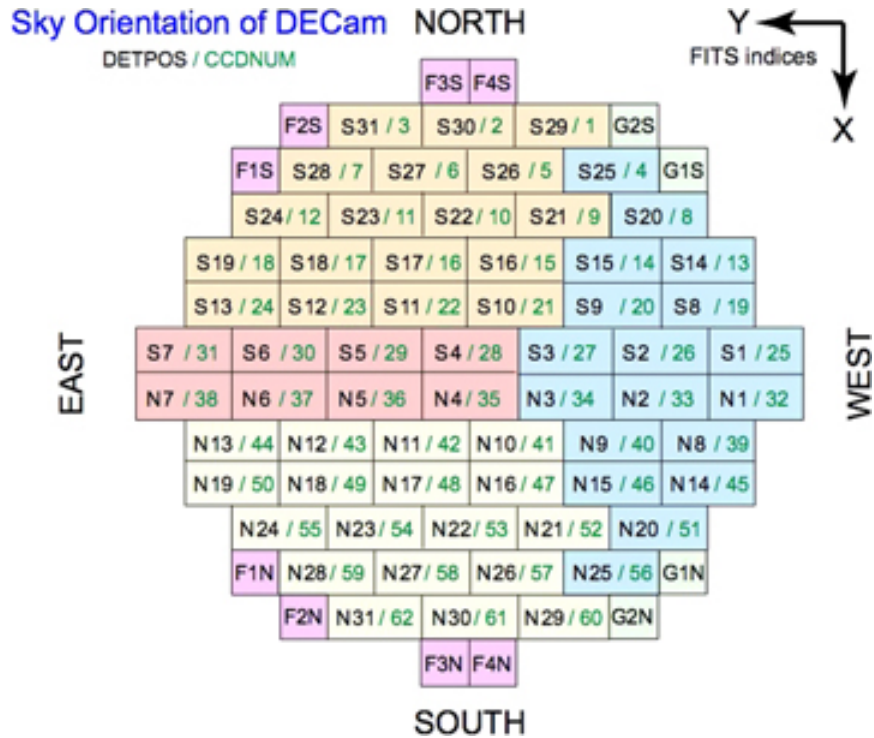 Sky Orientation of DECam NORTH Y
DETPOS / CCDNUM FITS indices
X
F3S F4S
F2S S31 / 3 S30 / 2 S29 / 1 G2S
F1S S28 / 7 S27 / 6 S26 / 5 S25 / 4 G1S
S24 / 12 S23 / 11 S22 / 10 S21 / 9 S20 / 8
S19 / 18 S18 / 17 S17 / 16 S16 / 15 S15 / 14 S14 / 13
S13 / 24 S12 / 23 S11 / 22 S10 / 21 S9 / 20 S8 / 19
EAST
S7 / 31 S6 / 30 S5 / 29 S4 / 28 S3 / 27 S2 / 26 S1 / 25
N7 / 38 N6 / 37 N5 / 36 N4 / 35 N3 / 34 N2 / 33 N1 / 32
WEST
N13 / 44 N12 / 43 N11 / 42 N10 / 41 N9 / 40 N8 / 39
N19 / 50 N18 / 49 N17 / 48 N16 / 47 N15 / 46 N14 / 45
N24 / 55 N23 / 54 N22 / 53 N21 / 52 N20 / 51
F1N N28 / 59 N27 / 58 N26 / 57 N25 / 56 G1N
F2N N31 / 62 N30 / 61 N29 / 60 G2N
F3N F4N
SOUTH